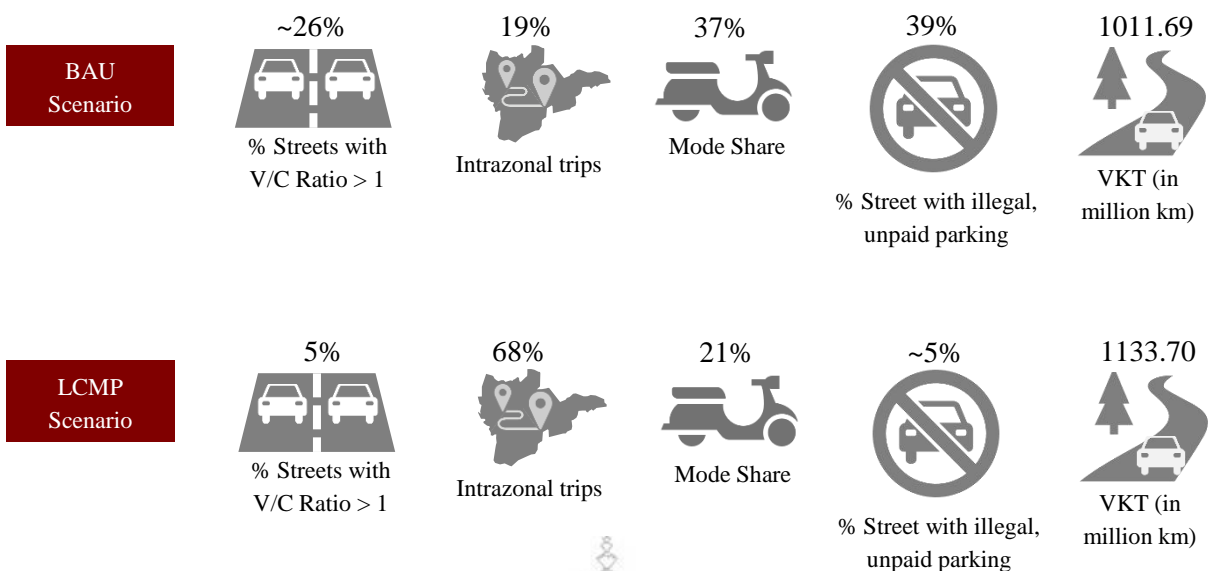 BAU
Scenario
~26%
% Streets with
V/C Ratio > 1
19%
Intrazonal trips
37%
Mode Share
39%
% Street with illegal,
unpaid parking
1011.69
VKT (in
million km)
LCMP
Scenario
5%
% Streets with
V/C Ratio > 1
68%
Intrazonal trips
21%
Mode Share
~5%
% Street with illegal,
unpaid parking
1133.70
VKT (in
million km)